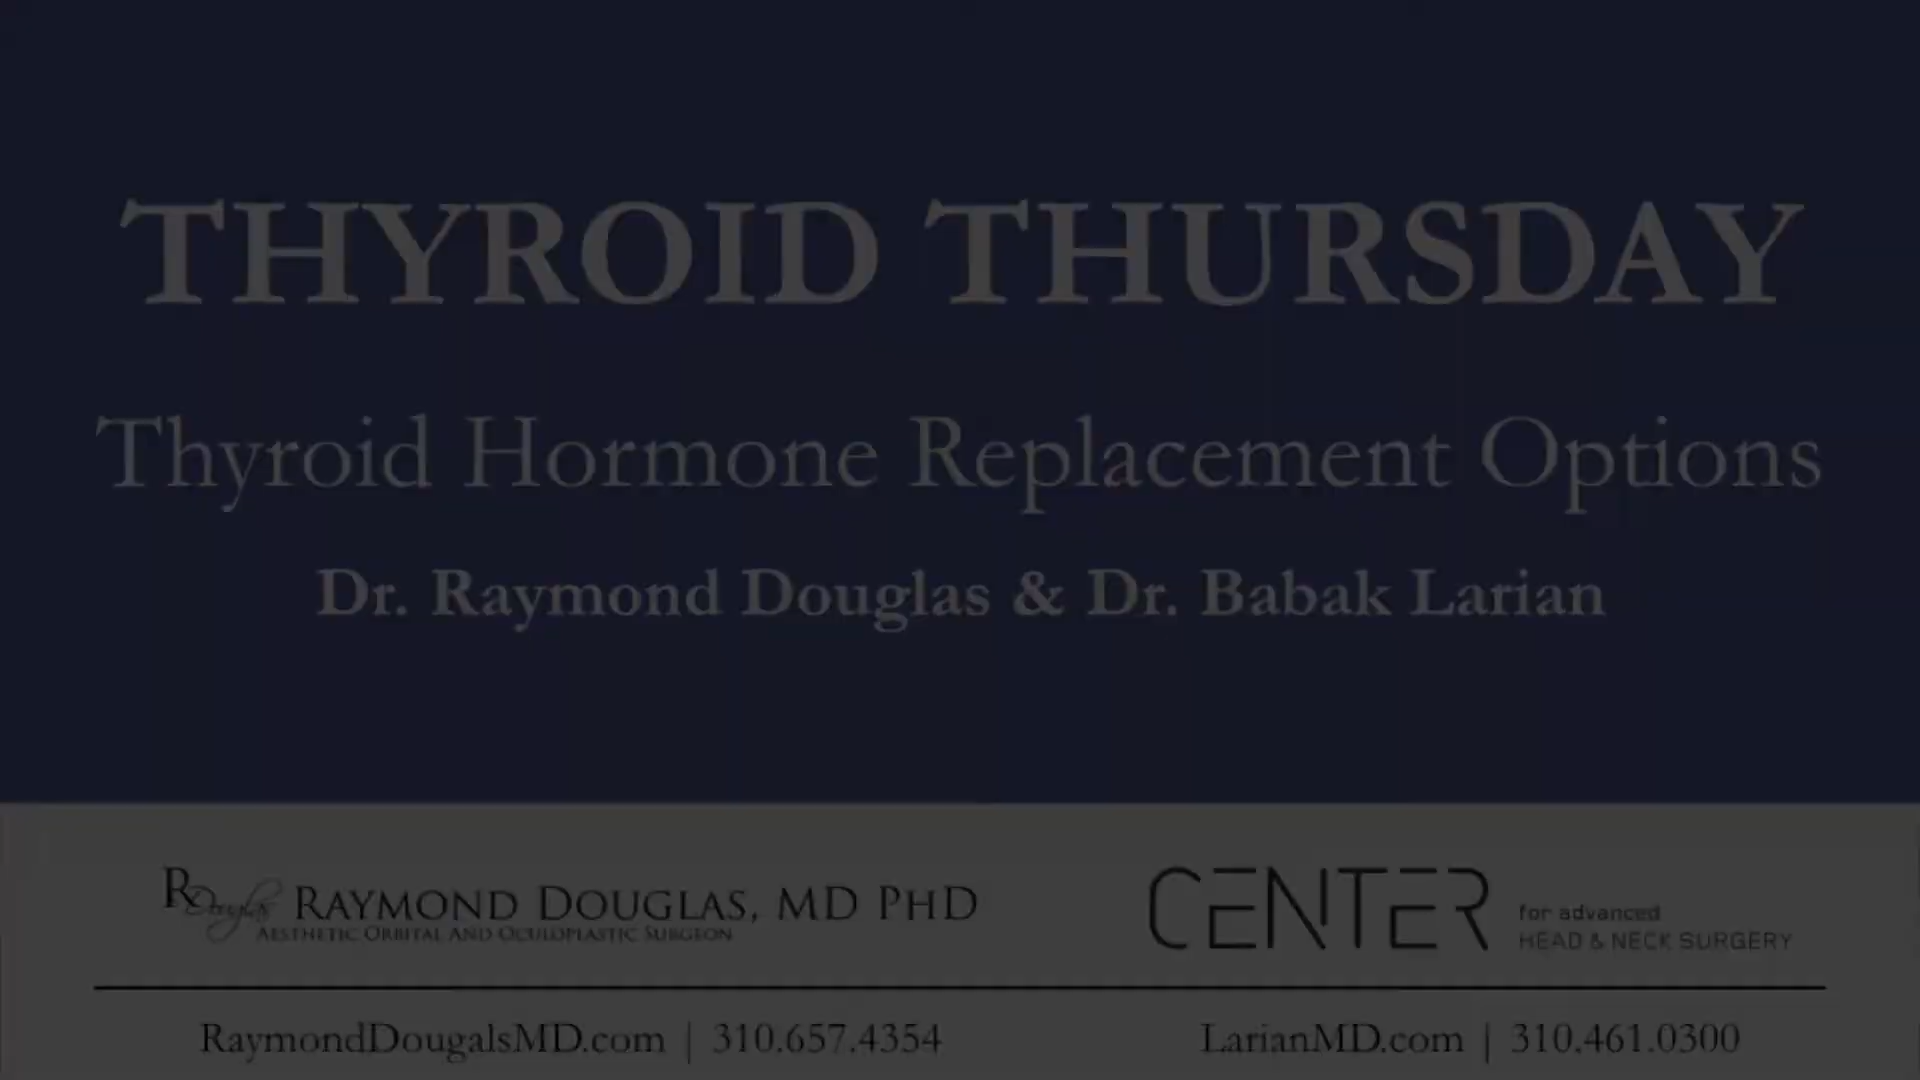 THYROID THURSDAY
Thyroid Hormone Replacement Options
Dr. Raymond Douglas & Dr. Babak Larian
R Douglas RAYMOND DOUGLAS, MD PHD
AESTHETIC ORBITAL AND OCULOPLASTIC SURGEON
CENTER for advanced
HEAD & NECK SURGERY
RaymondDougalsMD.com | 310.657.4354
LarianMD.com | 310.461.0300